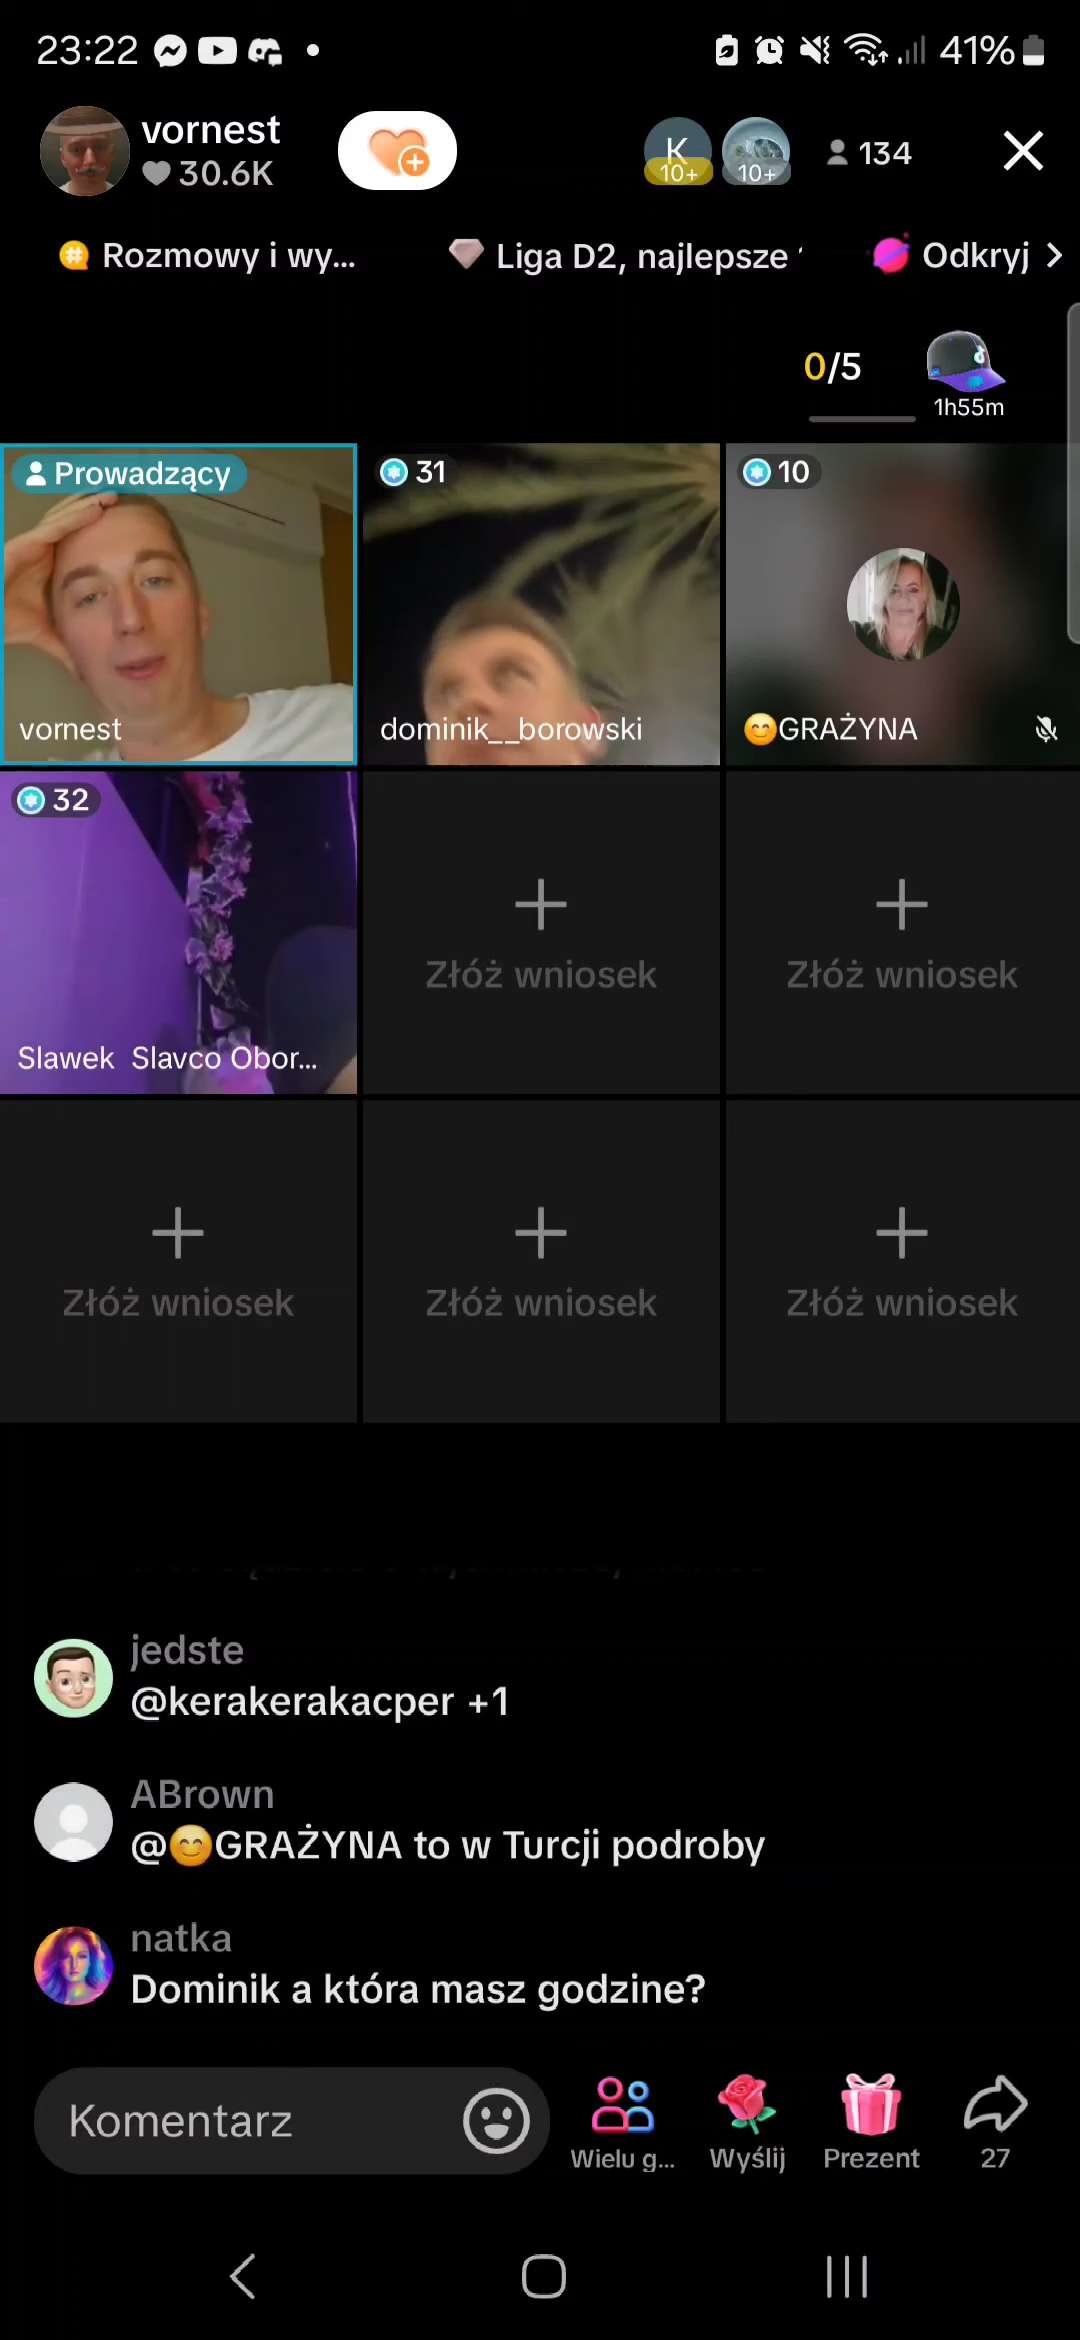 23:22
41%
vornest
30.6K
K
10+
10+
134
Rozmowy i wy...
Liga D2, najlepsze
Odkryj
0/5
1h55m
Prowadzący
31
10
vornest
dominik__borowski
😊GRAŻYNA
32
Złóż wniosek
Złóż wniosek
Slawek Slavco Obor...
Złóż wniosek
Złóż wniosek
Złóż wniosek
jedste
@kerakerakacper +1
ABrown
@😊GRAŻYNA to w Turcji podroby
natka
Dominik a która masz godzine?
Komentarz
Wielu g...
Wyślij
Prezent
27